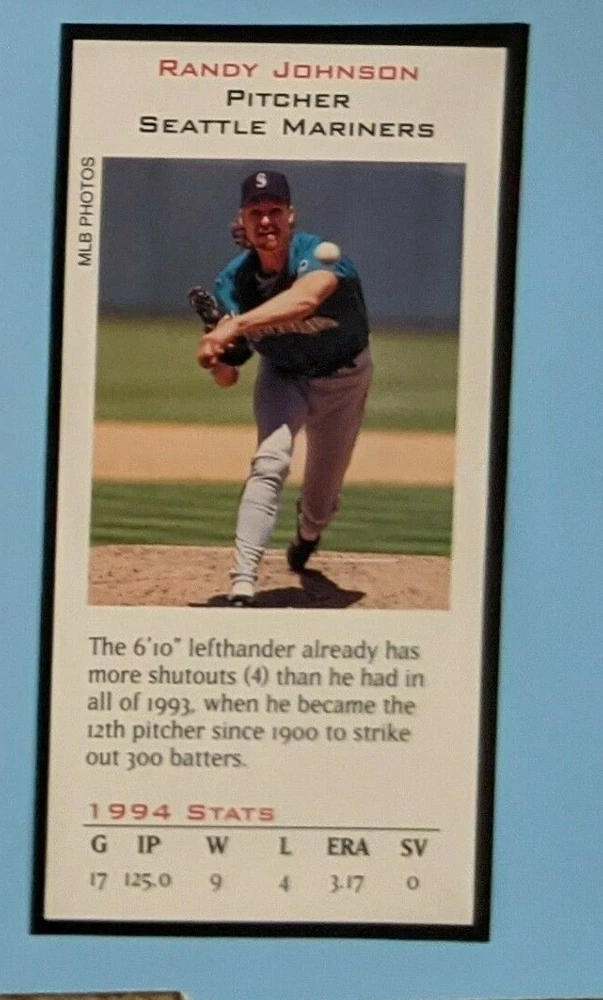 RANDY JOHNSON
PITCHER
SEATTLE MARINERS
MLB PHOTOS
S
The 6'10" lefthander already has
more shutouts (4) than he had in
all of 1993, when he became the
12th pitcher since 1900 to strike
out 300 batters.
1994 STATS
G IP W L ERA SV
17 125.0 9 4 3.17 0